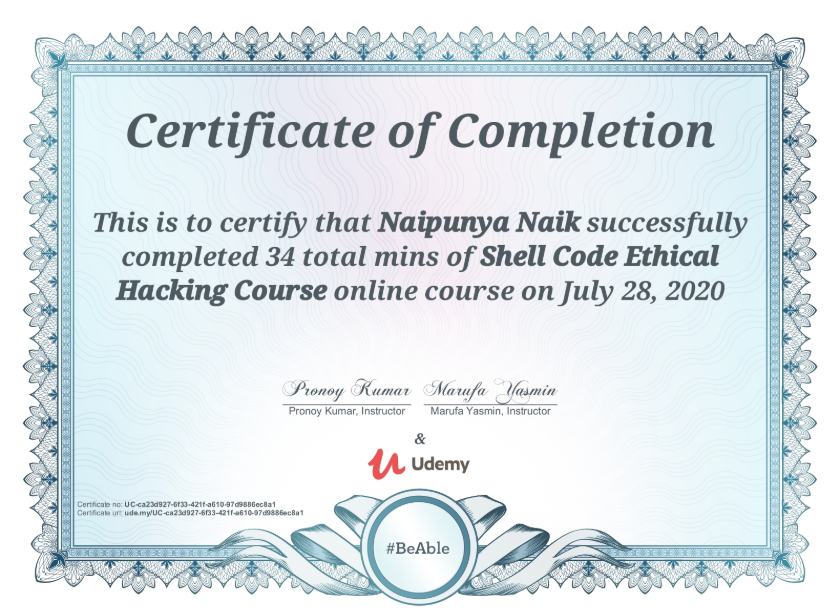 Certificate of Completion
This is to certify that Naipunya Naik successfully
completed 34 total mins of Shell Code Ethical
Hacking Course online course on July 28, 2020
Pronoy Kumar Marufa Yasmin
Pronoy Kumar, Instructor Marufa Yasmin, Instructor
&
Udemy
Certificate no: UC-ca23d927-6f33-421f-a610-97d9886ec8a1
Certificate url: ude.my/UC-ca23d927-6f33-421f-a610-97d9886ec8a1
#BeAble